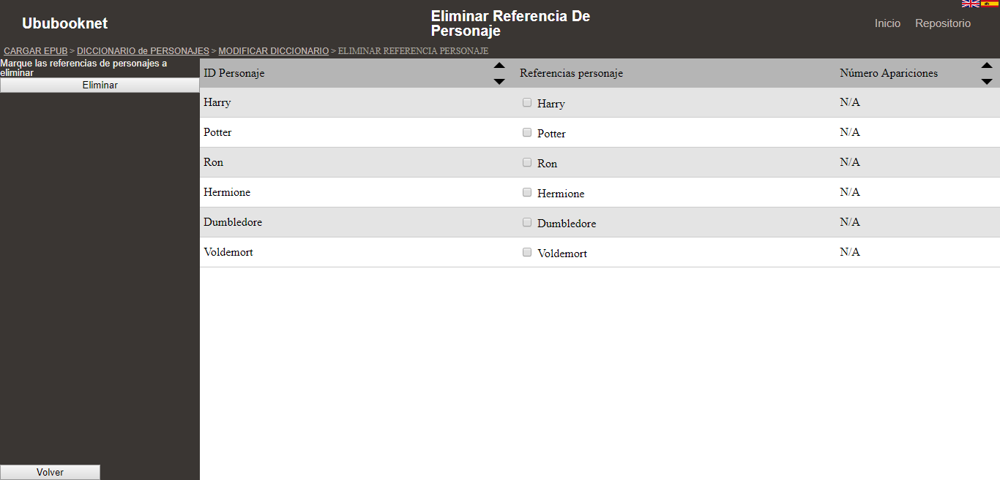 Ububooknet
Eliminar Referencia De
Personaje
Inicio Repositorio
CARGAR EPUB > DICCIONARIO de PERSONAJES > MODIFICAR DICCIONARIO > ELIMINAR REFERENCIA PERSONAJE
Marque las referencias de personajes a
eliminar
Eliminar
ID Personaje Referencias personaje Número Apariciones
Harry Harry N/A
Potter Potter N/A
Ron Ron N/A
Hermione Hermione N/A
Dumbledore Dumbledore N/A
Voldemort Voldemort N/A
Volver